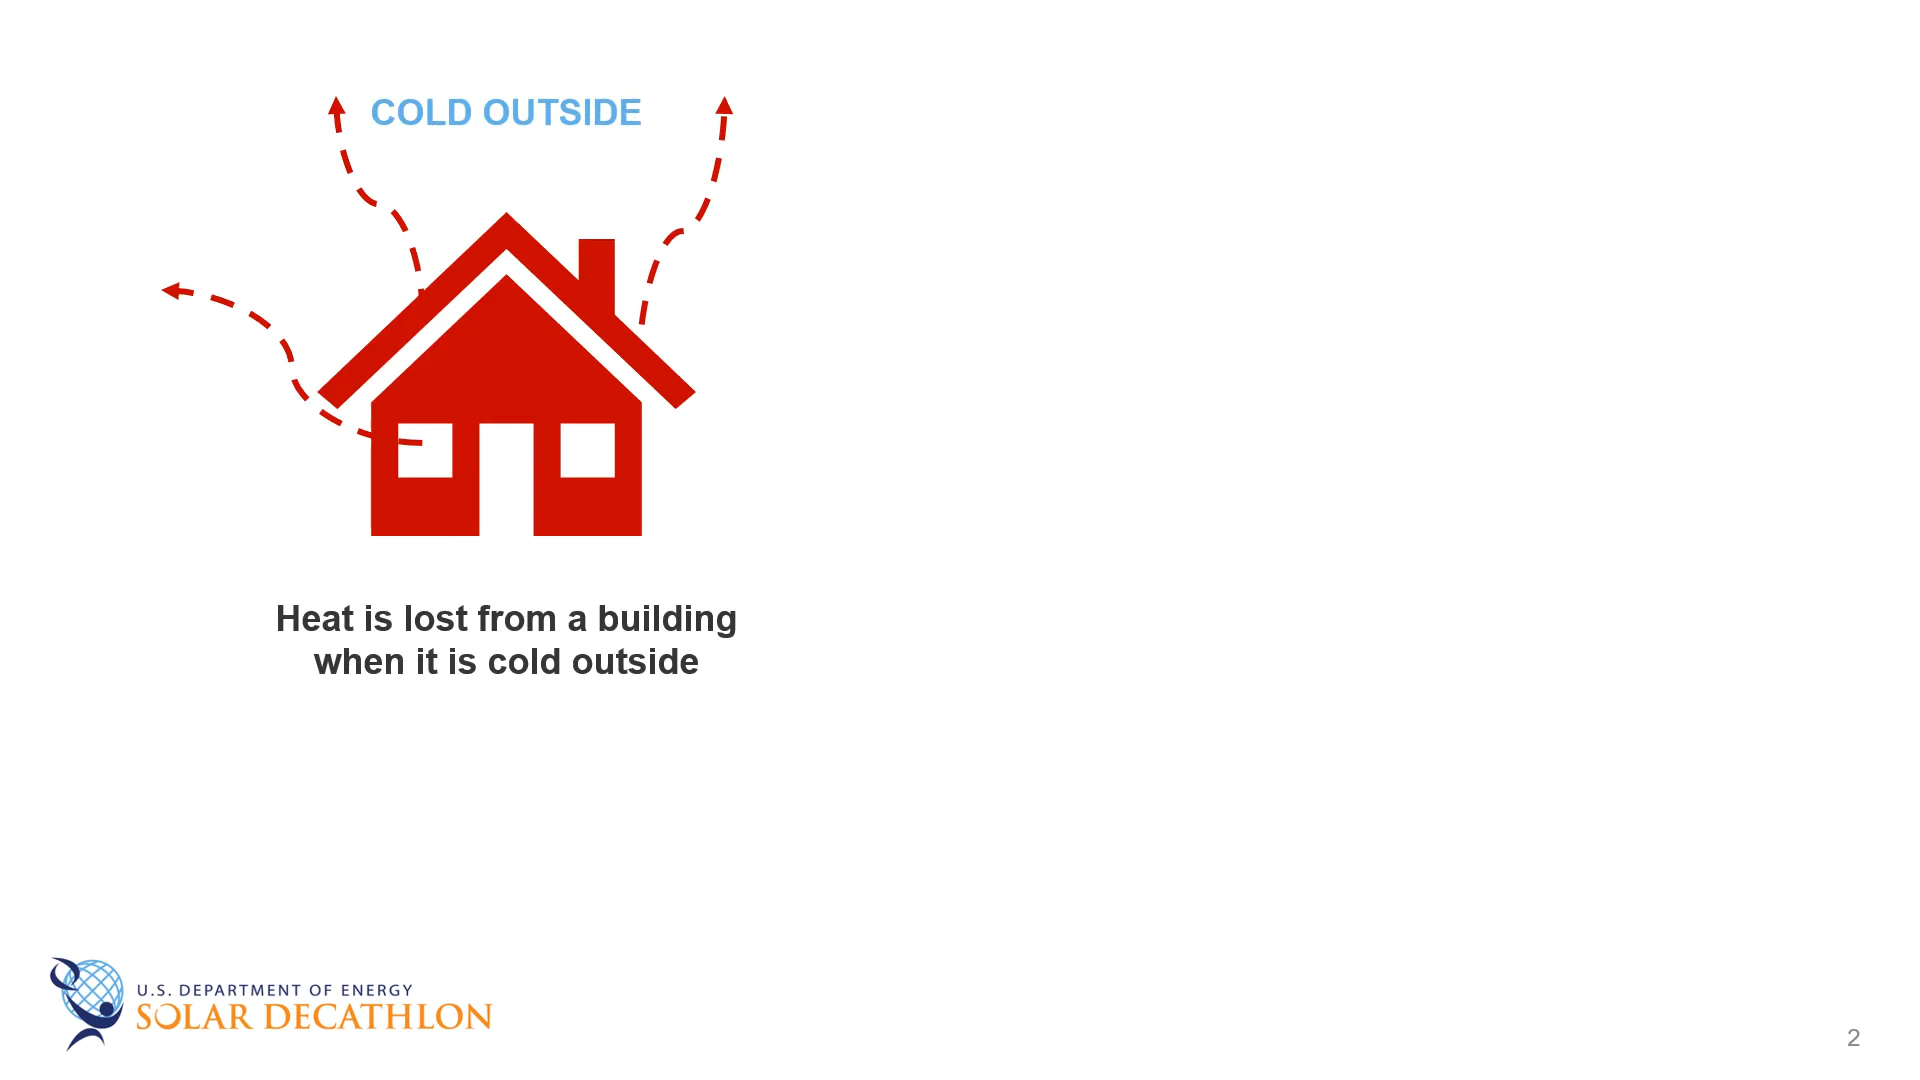 COLD OUTSIDE
Heat is lost from a building
when it is cold outside
U.S. DEPARTMENT OF ENERGY
SOLAR DECATHLON
2